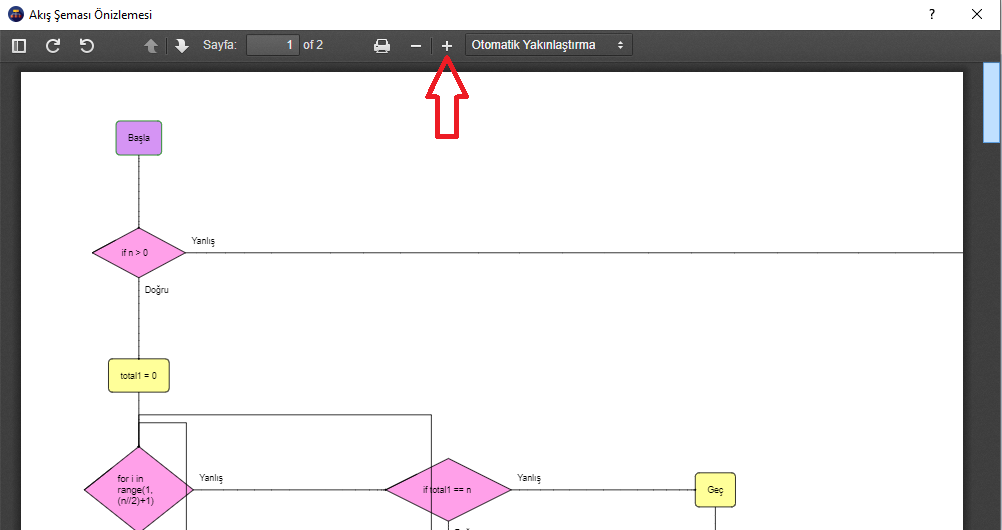 Akış Şeması Önizlemesi
?
Sayfa: 1 of 2
Otomatik Yakınlaştırma
Başla
Yanlış
if n > 0
Doğru
total1 = 0
for i in
range(1,
(n//2)+1)
Yanlış
if total1 == n
Yanlış
Geç